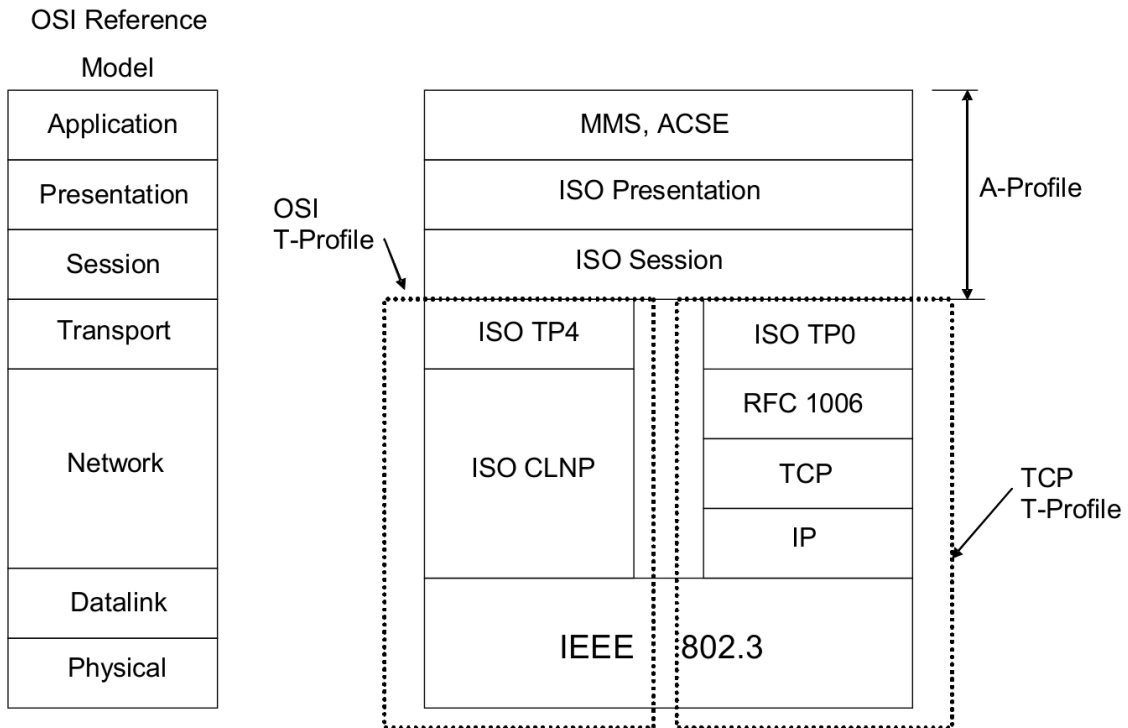 OSI Reference
Model
Application
Presentation
Session
Transport
Network
Datalink
Physical
MMS, ACSE
ISO Presentation
ISO Session
A-Profile
OSI
T-Profile
ISO TP4
ISO CLNP
ISO TP0
RFC 1006
TCP
IP
TCP
T-Profile
IEEE 802.3